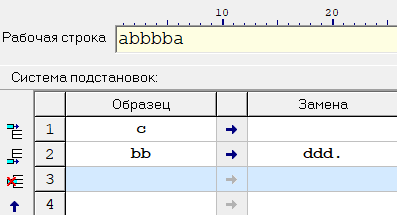 10 20
Рабочая строка abbbba
Система подстановок:
Образец Замена
1 c
2 bb ddd.
3
4